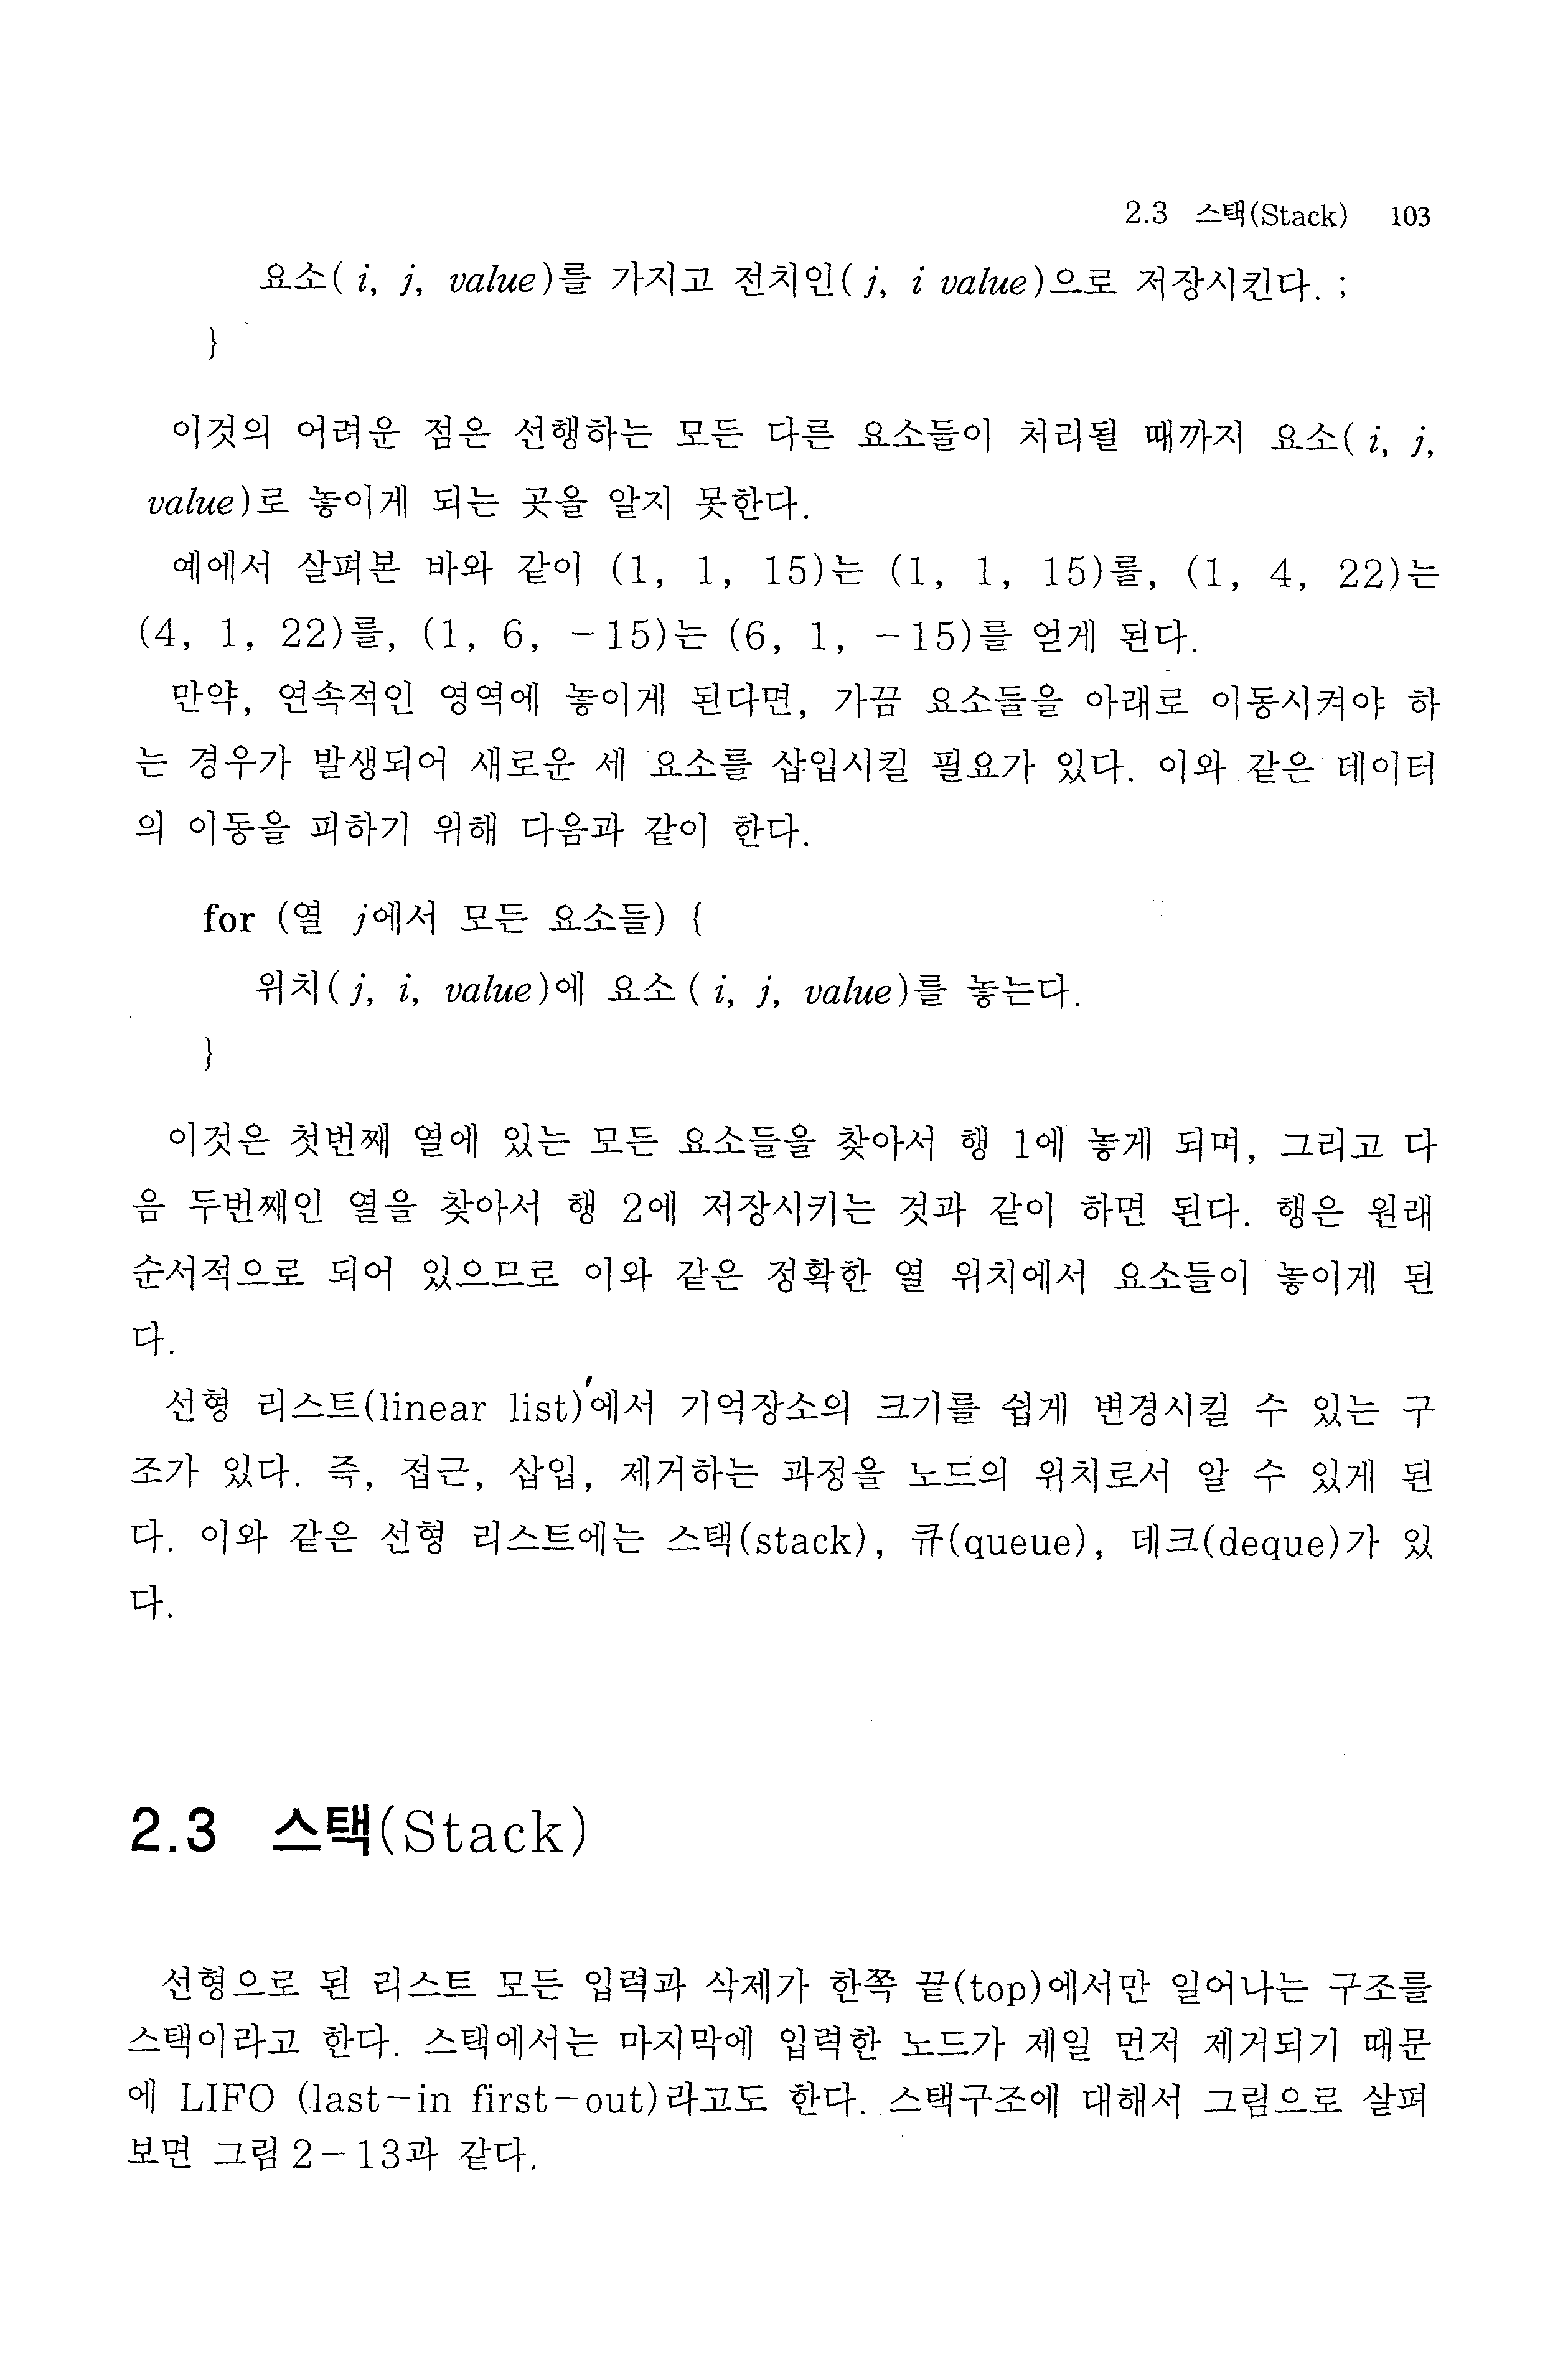 2.3 스택(Stack) 103
요소( i, j, value)를 가지고 전치인( j, i value)으로 저장시킨다. ;
}
이것의 어려운 점은 선행하는 모든 다른 요소들이 처리될 때까지 요소( i, j,
value)로 놓이게 되는 곳을 알지 못한다.
예에서 살펴본 바와 같이 (1, 1, 15)는 (1, 1, 15)를, (1, 4, 22)는
(4, 1, 22)를, (1, 6, -15)는 (6, 1, -15)를 얻게 된다.
만약, 연속적인 영역에 놓이게 된다면, 가끔 요소들을 아래로 이동시켜야 하
는 경우가 발생되어 새로운 세 요소를 삽입시킬 필요가 있다. 이와 같은 데이터
의 이동을 피하기 위해 다음과 같이 한다.
for (열 j에서 모든 요소들) {
위치( j, i, value)에 요소 ( i, j, value)를 놓는다.
}
이것은 첫번째 열에 있는 모든 요소들을 찾아서 행 1에 놓게 되며, 그리고 다
음 두번째인 열을 찾아서 행 2에 저장시키는 것과 같이 하면 된다. 행은 원래
순서적으로 되어 있으므로 이와 같은 정확한 열 위치에서 요소들이 놓이게 된
다.
선형 리스트(linear list)에서 기억장소의 크기를 쉽게 변경시킬 수 있는 구
조가 있다. 즉, 접근, 삽입, 제거하는 과정을 노드의 위치로서 알 수 있게 된
다. 이와 같은 선형 리스트에는 스택(stack), 큐(queue), 데크(deque)가 있
다.
2.3 스택(Stack)
선형으로 된 리스트 모든 입력과 삭제가 한쪽 끝(top)에서만 일어나는 구조를
스택이라고 한다. 스택에서는 마지막에 입력한 노드가 제일 먼저 제거되기 때문
에 LIFO (last-in first-out)라고도 한다. 스택구조에 대해서 그림으로 살펴
보면 그림 2-13과 같다.